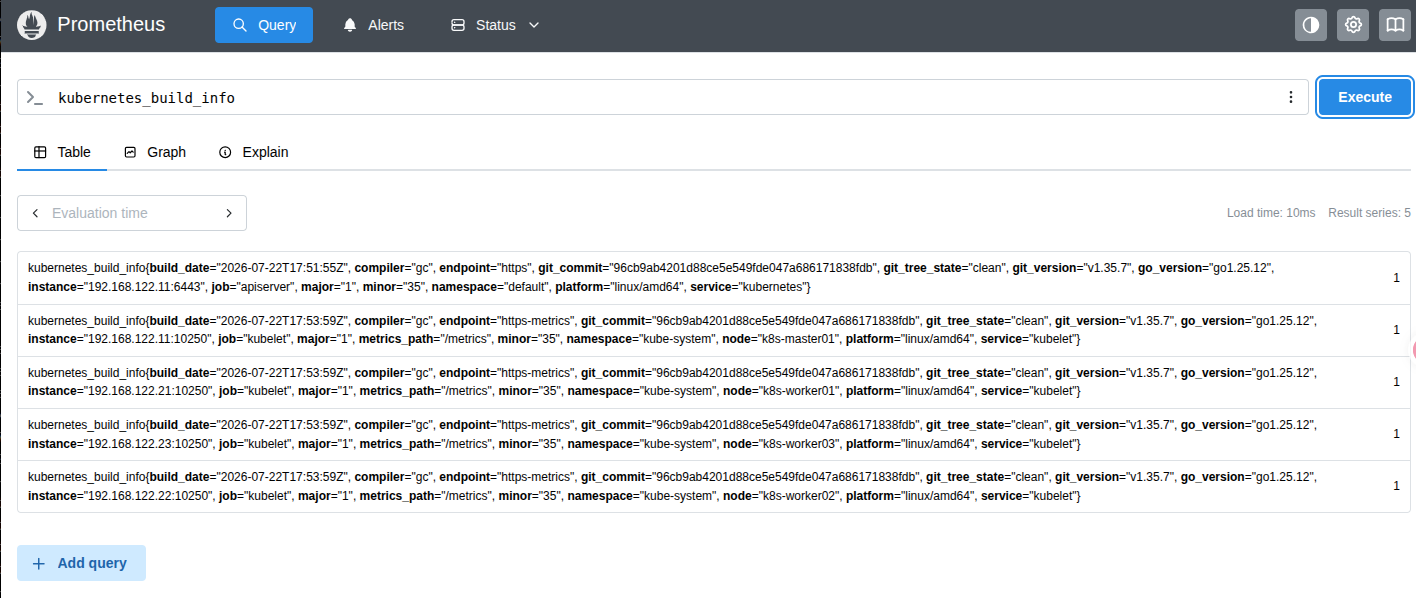 Prometheus Query Alerts Status
>_ kubernetes_build_info Execute
Table Graph Explain
Evaluation time Load time: 10ms Result series: 5
kubernetes_build_info{build_date="2026-07-22T17:51:55Z", compiler="gc", endpoint="https", git_commit="96cb9ab4201d88ce5e549fde047a686171838fdb", git_tree_state="clean", git_version="v1.35.7", go_version="go1.25.12",
instance="192.168.122.11:6443", job="apiserver", major="1", minor="35", namespace="default", platform="linux/amd64", service="kubernetes"} 1
kubernetes_build_info{build_date="2026-07-22T17:53:59Z", compiler="gc", endpoint="https-metrics", git_commit="96cb9ab4201d88ce5e549fde047a686171838fdb", git_tree_state="clean", git_version="v1.35.7", go_version="go1.25.12",
instance="192.168.122.11:10250", job="kubelet", major="1", metrics_path="/metrics", minor="35", namespace="kube-system", node="k8s-master01", platform="linux/amd64", service="kubelet"} 1
kubernetes_build_info{build_date="2026-07-22T17:53:59Z", compiler="gc", endpoint="https-metrics", git_commit="96cb9ab4201d88ce5e549fde047a686171838fdb", git_tree_state="clean", git_version="v1.35.7", go_version="go1.25.12",
instance="192.168.122.21:10250", job="kubelet", major="1", metrics_path="/metrics", minor="35", namespace="kube-system", node="k8s-worker01", platform="linux/amd64", service="kubelet"} 1
kubernetes_build_info{build_date="2026-07-22T17:53:59Z", compiler="gc", endpoint="https-metrics", git_commit="96cb9ab4201d88ce5e549fde047a686171838fdb", git_tree_state="clean", git_version="v1.35.7", go_version="go1.25.12",
instance="192.168.122.23:10250", job="kubelet", major="1", metrics_path="/metrics", minor="35", namespace="kube-system", node="k8s-worker03", platform="linux/amd64", service="kubelet"} 1
kubernetes_build_info{build_date="2026-07-22T17:53:59Z", compiler="gc", endpoint="https-metrics", git_commit="96cb9ab4201d88ce5e549fde047a686171838fdb", git_tree_state="clean", git_version="v1.35.7", go_version="go1.25.12",
instance="192.168.122.22:10250", job="kubelet", major="1", metrics_path="/metrics", minor="35", namespace="kube-system", node="k8s-worker02", platform="linux/amd64", service="kubelet"} 1
Add query